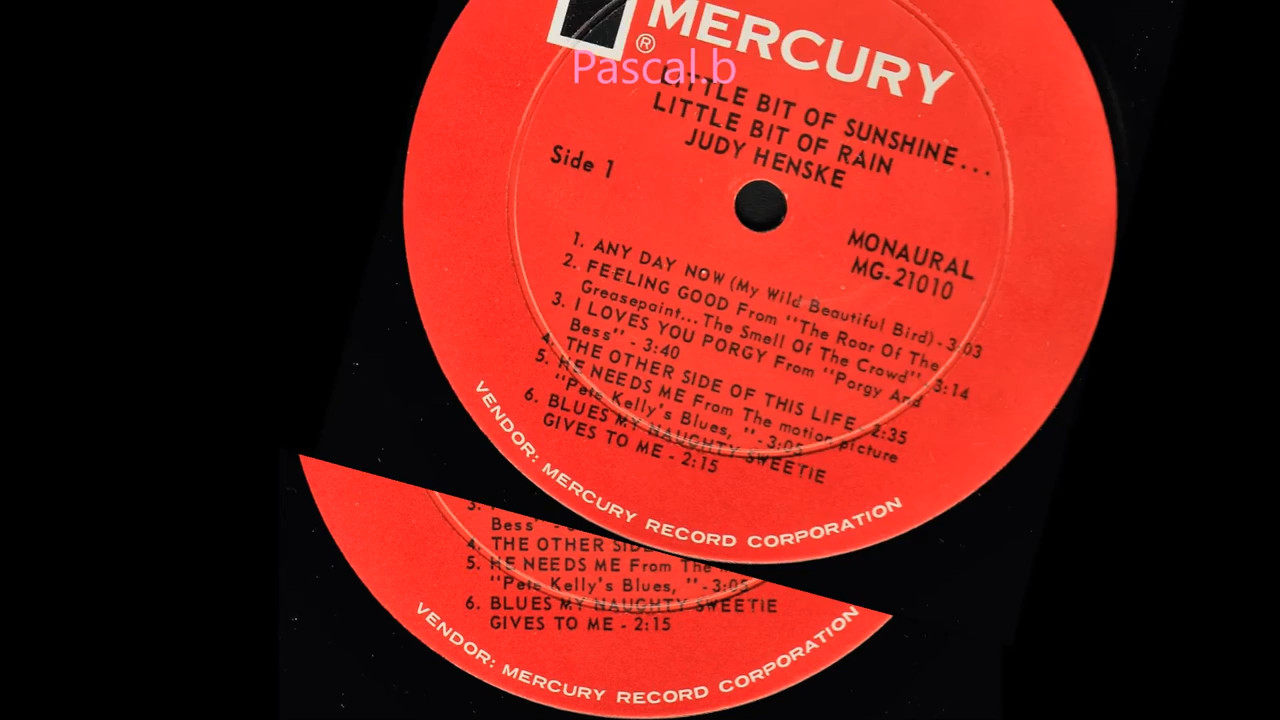 MERCURY
®
Pascal.b
LITTLE BIT OF SUNSHINE...
LITTLE BIT OF RAIN
JUDY HENSKE
Side 1
MONAURAL
MG-21010
1. ANY DAY NOW (My Wild Beautiful Bird) - 3:03
2. FEELING GOOD From "The Roar Of The
Greasepaint... The Smell Of The Crowd" - 3:14
3. I LOVES YOU PORGY From "Porgy And
Bess" - 3:40
4. THE OTHER SIDE OF THIS LIFE - 2:35
5. HE NEEDS ME From The motion picture
"Pete Kelly's Blues, " - 3:05
6. BLUES MY NAUGHTY SWEETIE
GIVES TO ME - 2:15
VENDOR: MERCURY RECORD CORPORATION
3.
Bess" -
4. THE OTHER SIDE
5. HE NEEDS ME From The
"Pete Kelly's Blues, " - 3:05
6. BLUES MY NAUGHTY SWEETIE
GIVES TO ME - 2:15
VENDOR: MERCURY RECORD CORPORATION